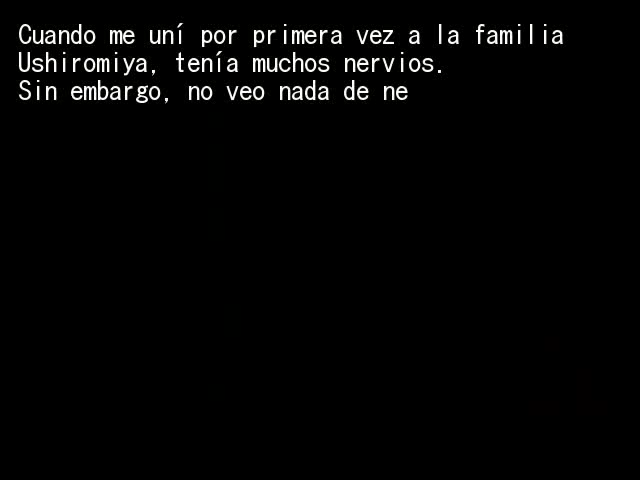 Cuando me uní por primera vez a la familia
Ushiromiya, tenía muchos nervios.
Sin embargo, no veo nada de ne